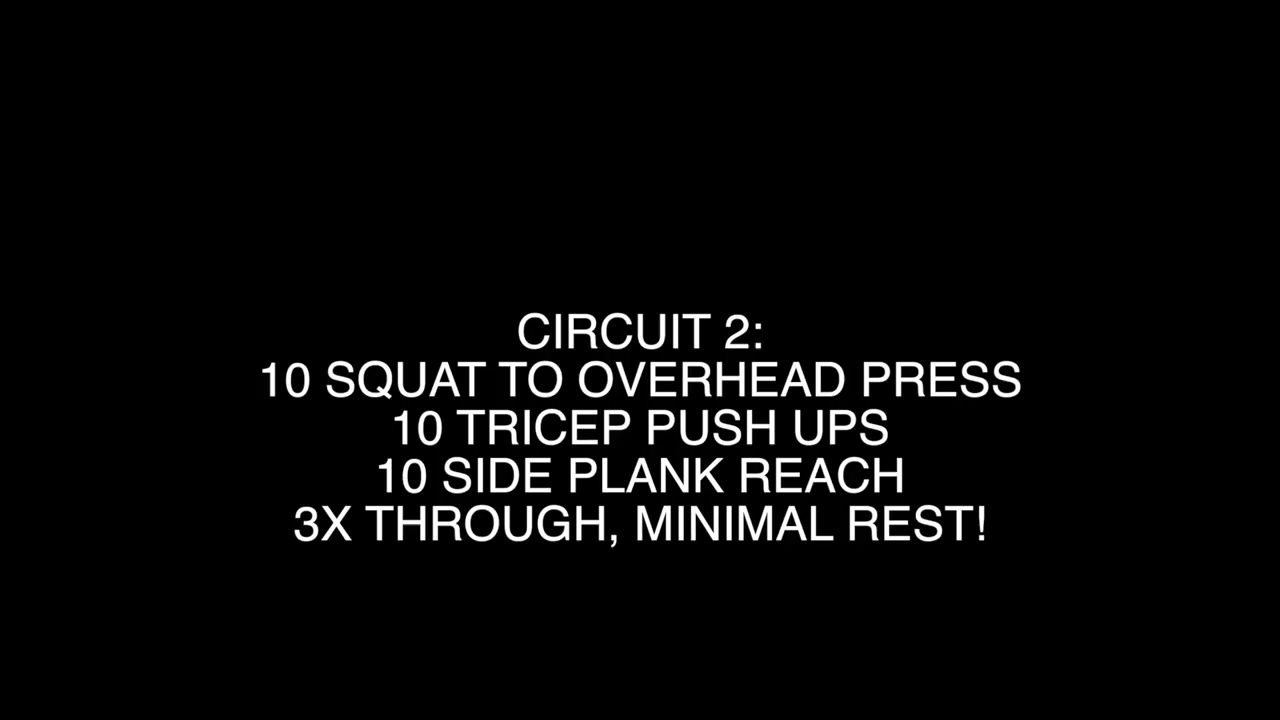 CIRCUIT 2:
10 SQUAT TO OVERHEAD PRESS
10 TRICEP PUSH UPS
10 SIDE PLANK REACH
3X THROUGH, MINIMAL REST!